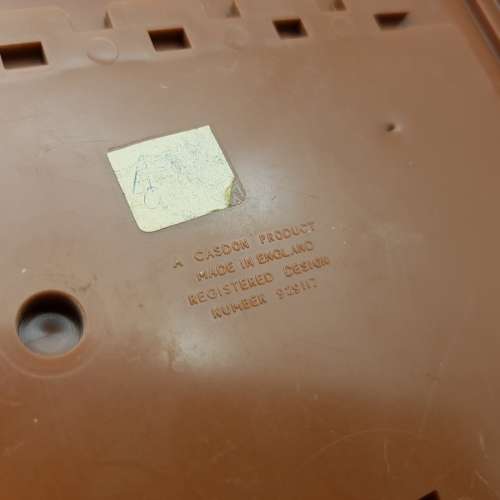 A CASDON PRODUCT
MADE IN ENGLAND
REGISTERED DESIGN
NUMBER 929117